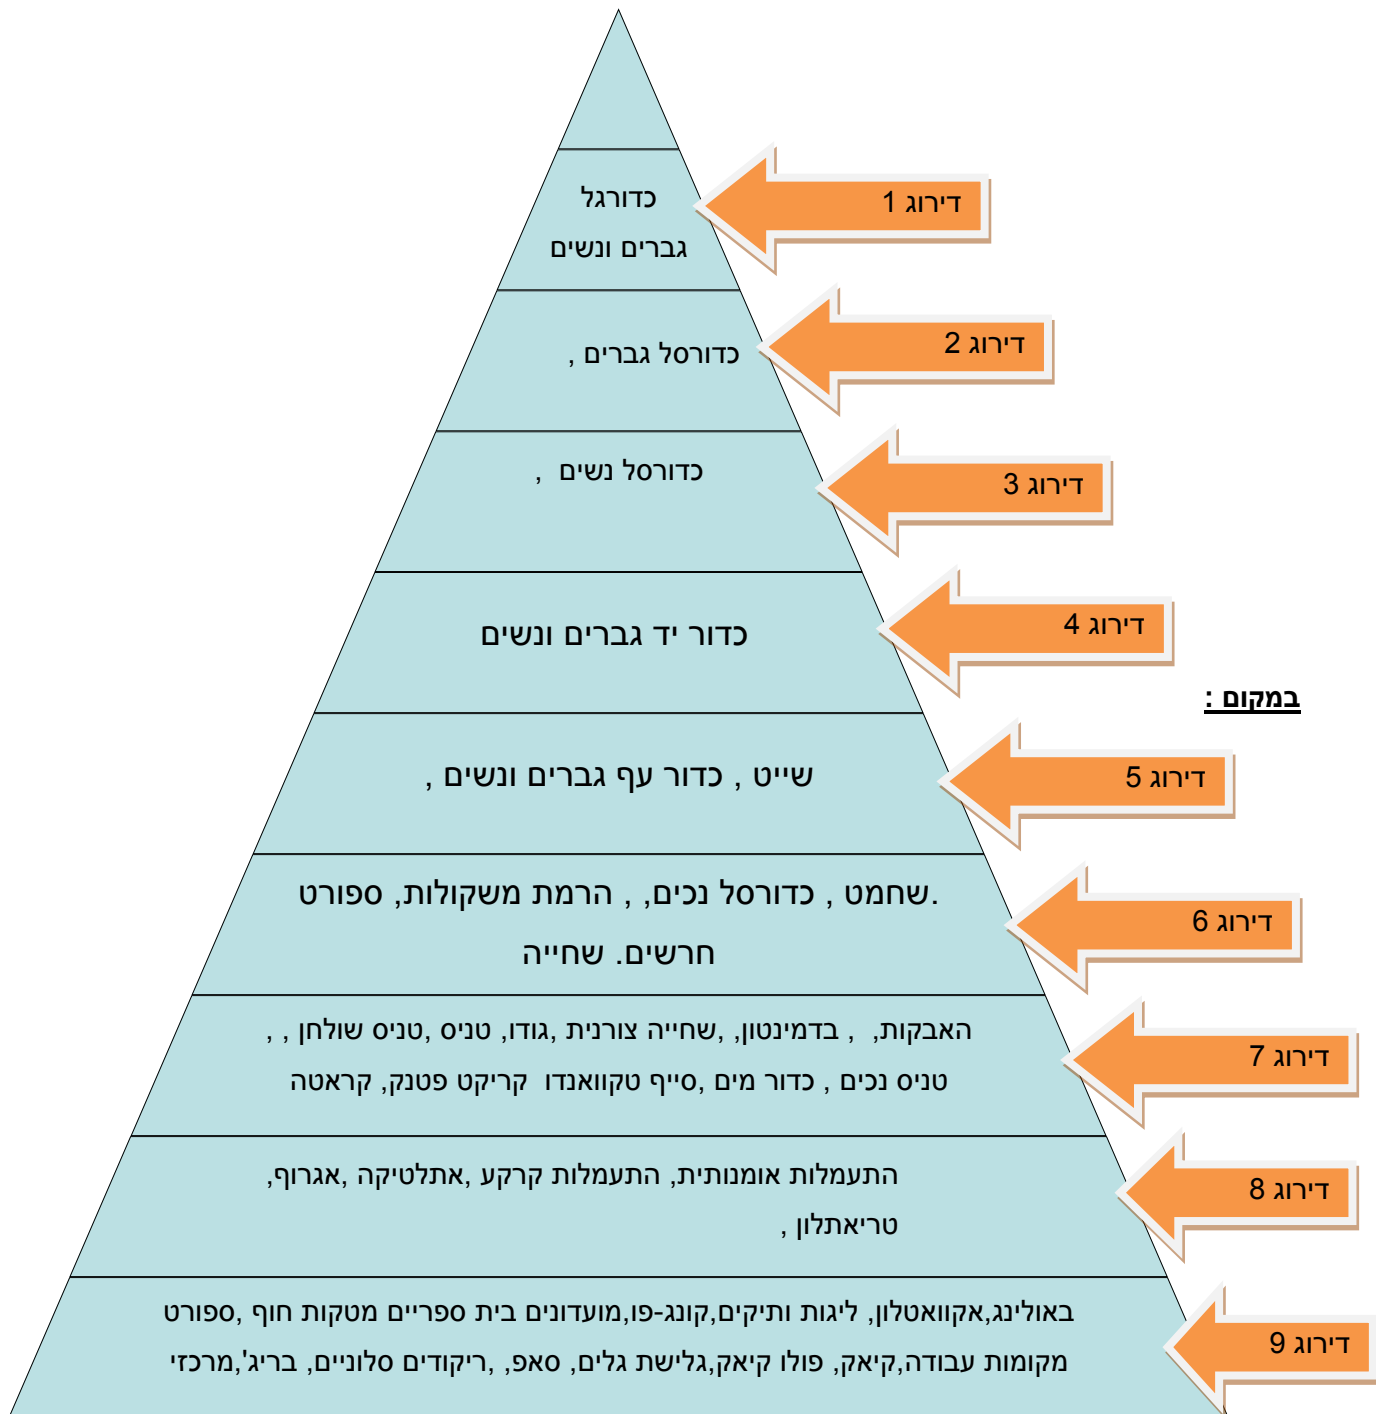 כדורגל
גברים ונשים
דירוג 1
כדורסל גברים ,
דירוג 2
כדורסל נשים ,
דירוג 3
כדור יד גברים ונשים
דירוג 4
במקום :
שייט , כדור עף גברים ונשים ,
דירוג 5
.שחמט , כדורסל נכים, , הרמת משקולות, ספורט
חרשים. שחייה
דירוג 6
האבקות, , בדמינטון, ,שחייה צורנית ,גודו, טניס ,טניס שולחן , ,
טניס נכים , כדור מים ,סייף טקוואנדו קריקט פטנק, קראטה
דירוג 7
התעמלות אומנותית, התעמלות קרקע ,אתלטיקה ,אגרוף,
טריאתלון ,
דירוג 8
באולינג,אקוואטלון, ליגות ותיקים,קונג-פו,מועדונים בית ספריים מטקות חוף ,ספורט
מקומות עבודה,קיאק, פולו קיאק,גלישת גלים, סאפ, ,ריקודים סלוניים, בריג',מרכזי
דירוג 9